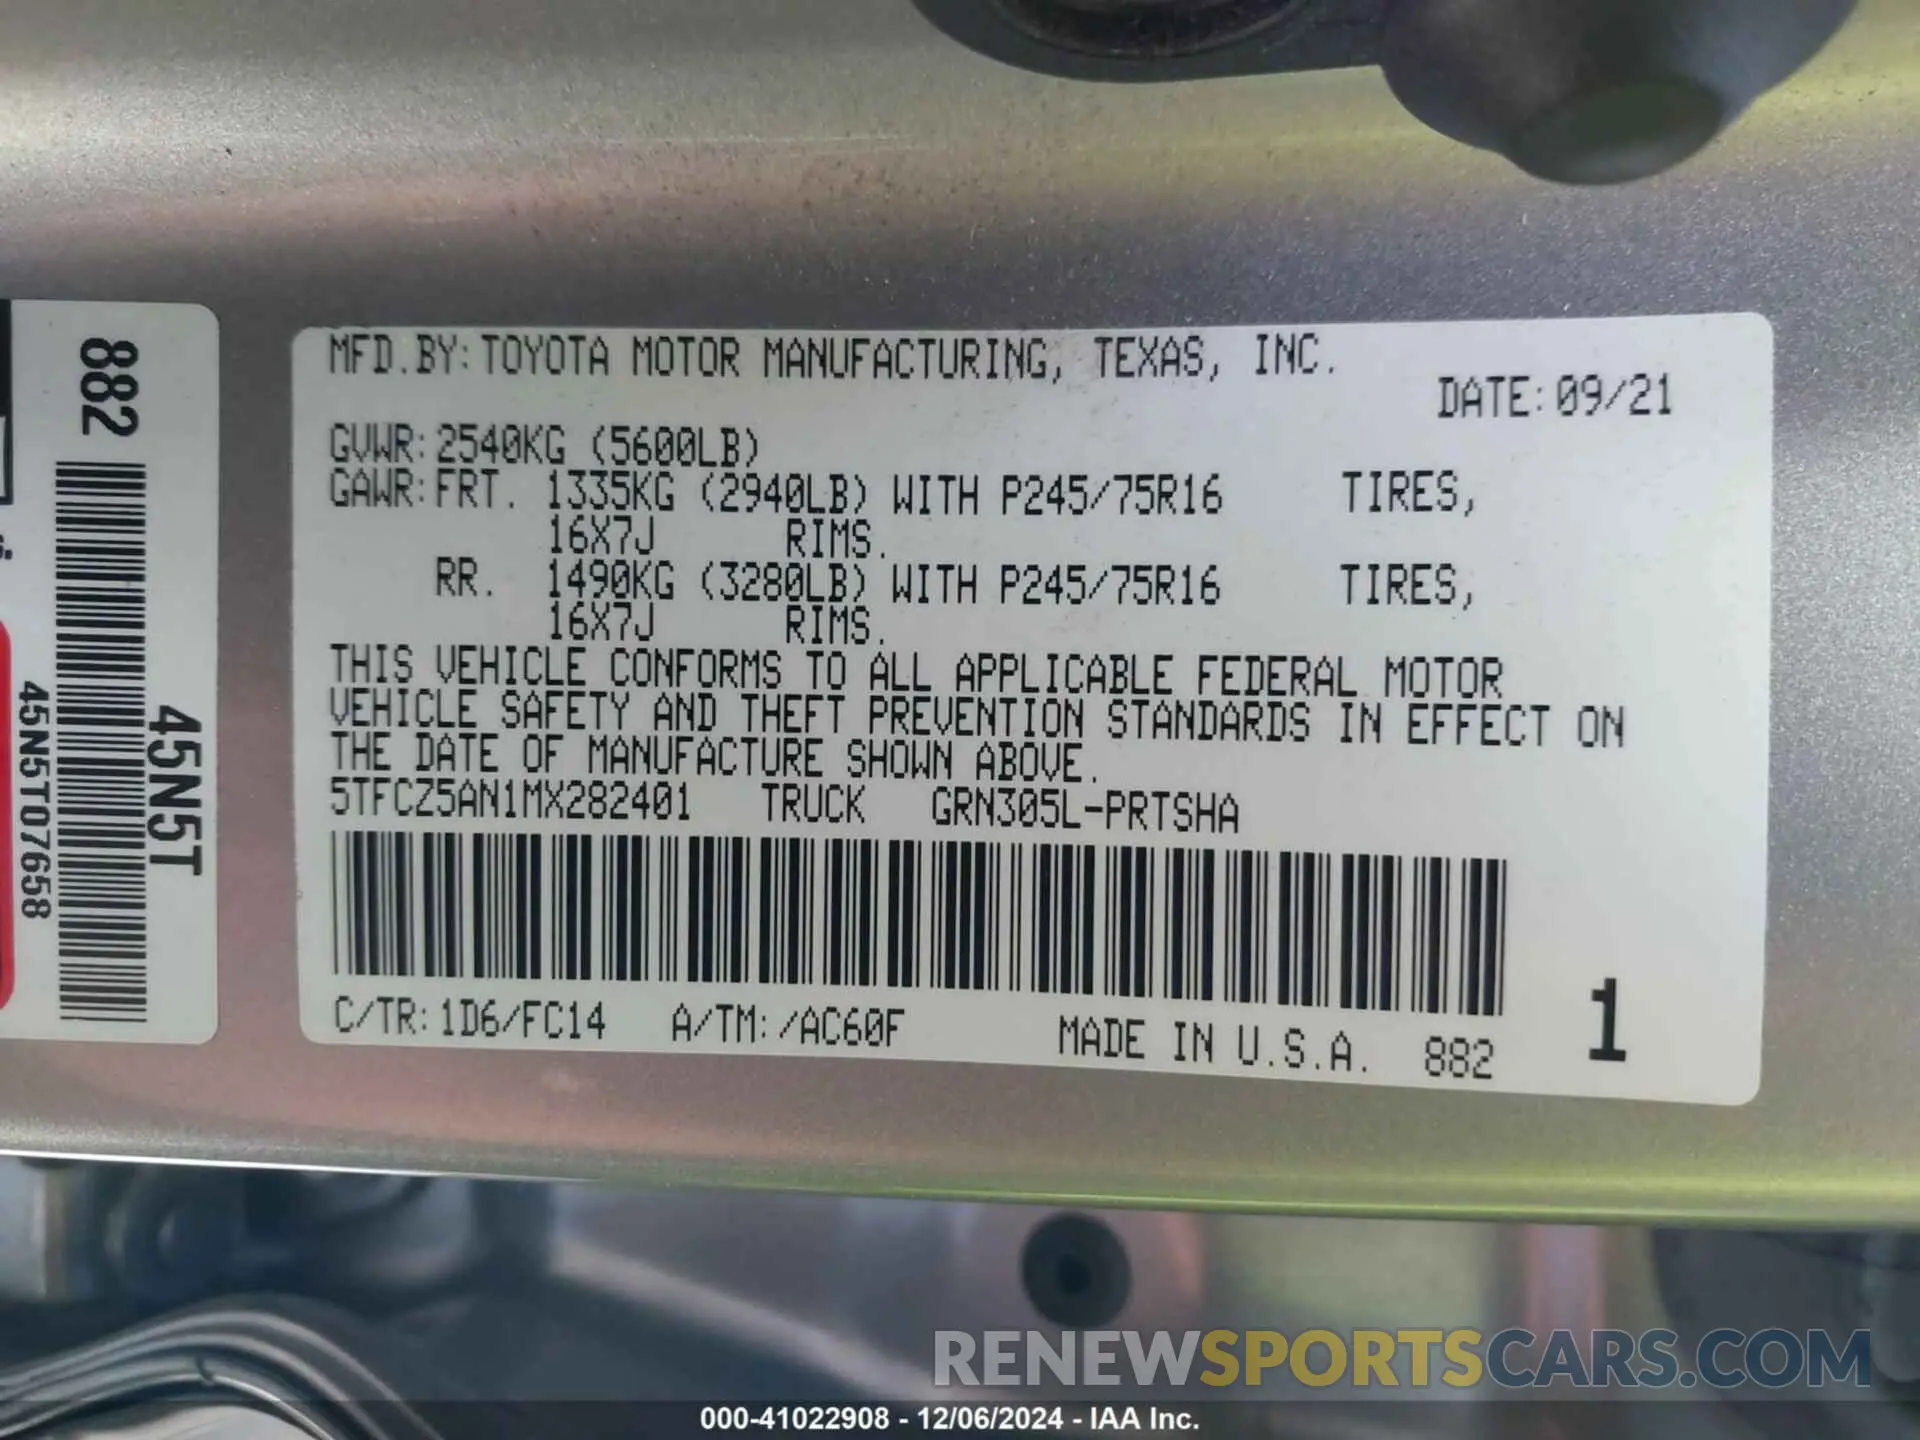 882
45N5T
45N5T07658
MFD.BY:TOYOTA MOTOR MANUFACTURING, TEXAS, INC.
DATE:09/21
GVWR:2540KG (5600LB)
GAWR:FRT. 1335KG (2940LB) WITH P245/75R16 TIRES,
16X7J RIMS.
RR. 1490KG (3280LB) WITH P245/75R16 TIRES,
16X7J RIMS.
THIS VEHICLE CONFORMS TO ALL APPLICABLE FEDERAL MOTOR
VEHICLE SAFETY AND THEFT PREVENTION STANDARDS IN EFFECT ON
THE DATE OF MANUFACTURE SHOWN ABOVE.
5TFCZ5AN1MX282401 TRUCK GRN305L-PRTSHA
C/TR:1D6/FC14 A/TM:/AC60F MADE IN U.S.A. 882
1
RENEWSPORTSCARS.COM
000-41022908 - 12/06/2024 - IAA Inc.